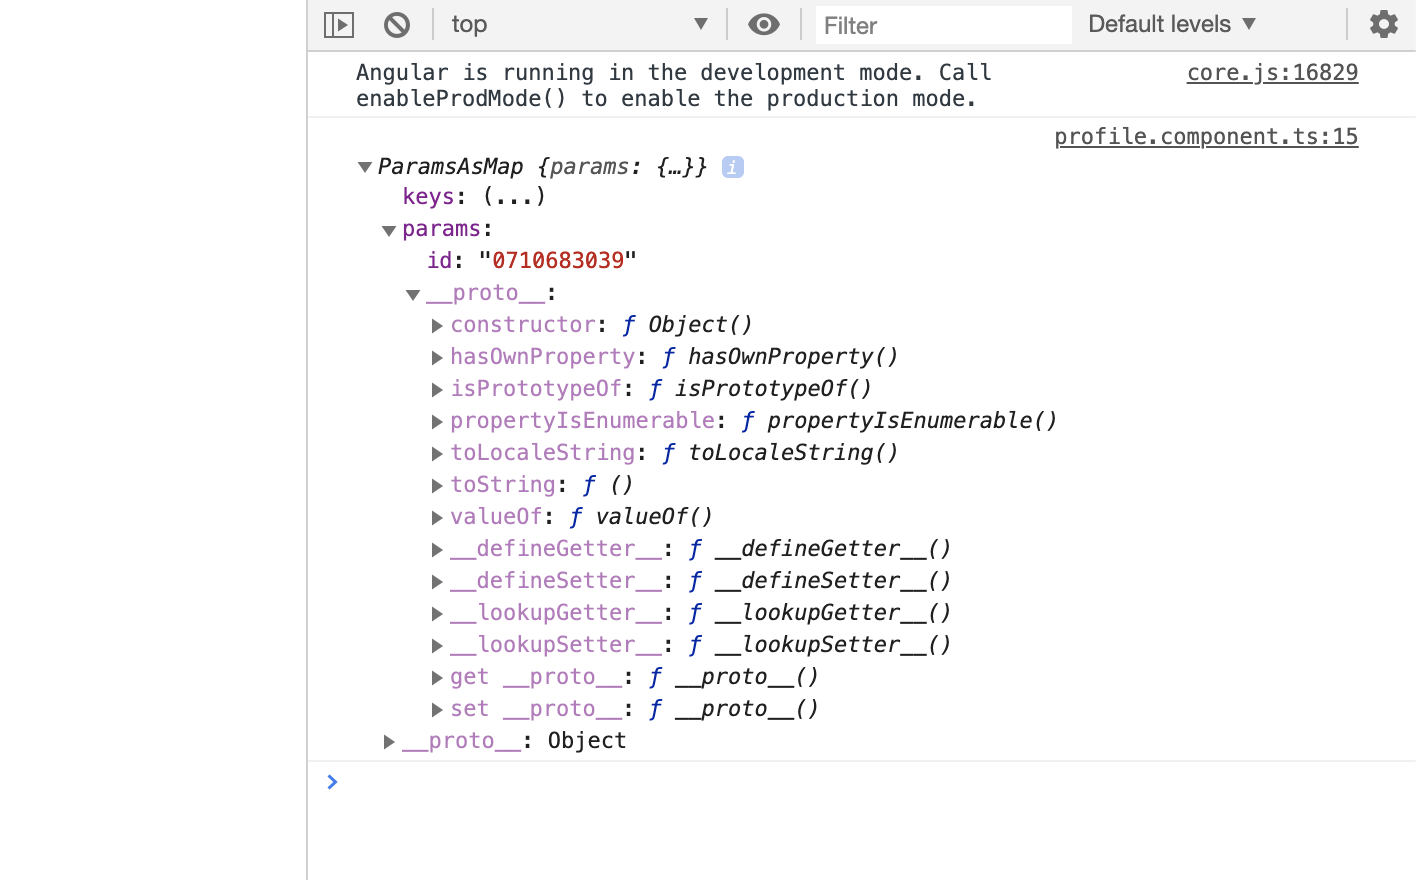 top
Filter
Default levels
Angular is running in the development mode. Call
enableProdMode() to enable the production mode.
core.js:16829
profile.component.ts:15
ParamsAsMap {params: {…}} i
keys: (...)
params:
id: "0710683039"
__proto__:
constructor: ƒ Object()
hasOwnProperty: ƒ hasOwnProperty()
isPrototypeOf: ƒ isPrototypeOf()
propertyIsEnumerable: ƒ propertyIsEnumerable()
toLocaleString: ƒ toLocaleString()
toString: ƒ ()
valueOf: ƒ valueOf()
__defineGetter__: ƒ __defineGetter__()
__defineSetter__: ƒ __defineSetter__()
__lookupGetter__: ƒ __lookupGetter__()
__lookupSetter__: ƒ __lookupSetter__()
get __proto__: ƒ __proto__()
set __proto__: ƒ __proto__()
__proto__: Object